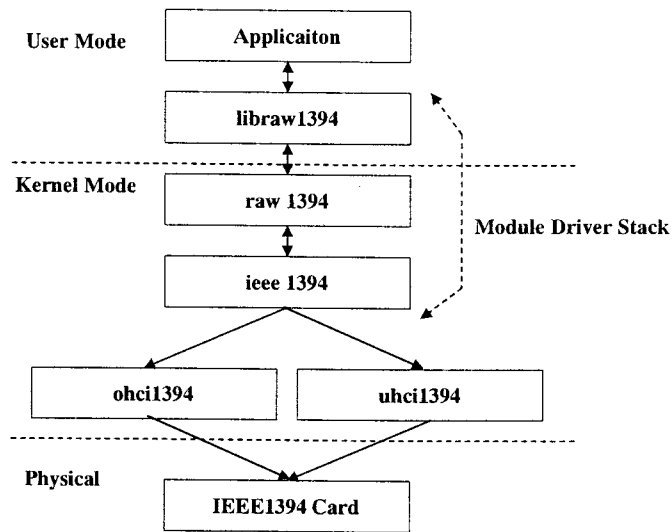 User Mode
Applicaiton
libraw1394
Kernel Mode
raw 1394
Module Driver Stack
ieee 1394
ohci1394
uhci1394
Physical
IEEE1394 Card